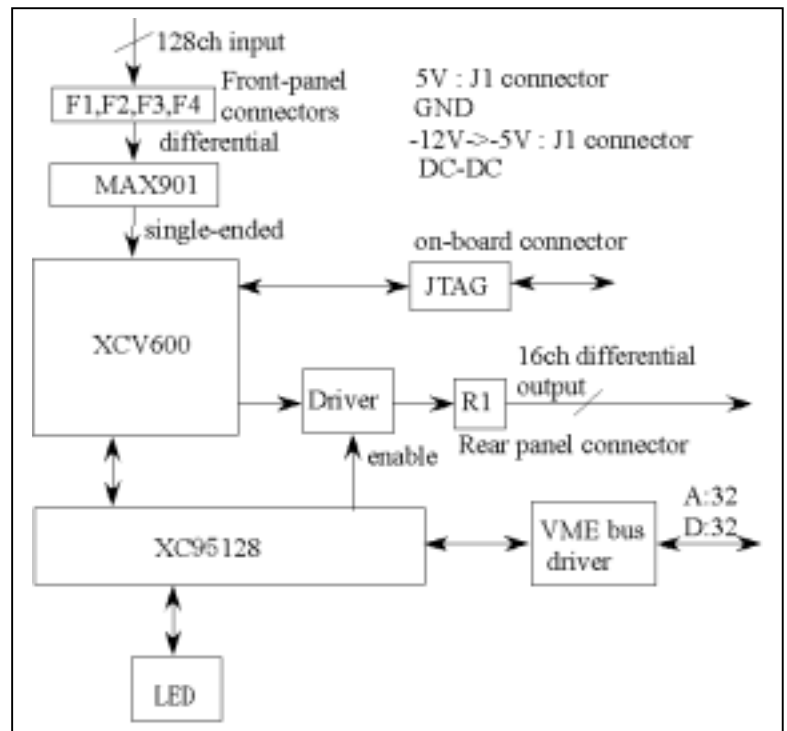 128ch input
Front-panel
connectors
F1,F2,F3,F4
differential
5V : J1 connector
GND
-12V->-5V : J1 connector
DC-DC
MAX901
single-ended
on-board connector
JTAG
XCV600
16ch differential
output
Driver
R1
Rear panel connector
enable
A:32
D:32
XC95128
VME bus
driver
LED